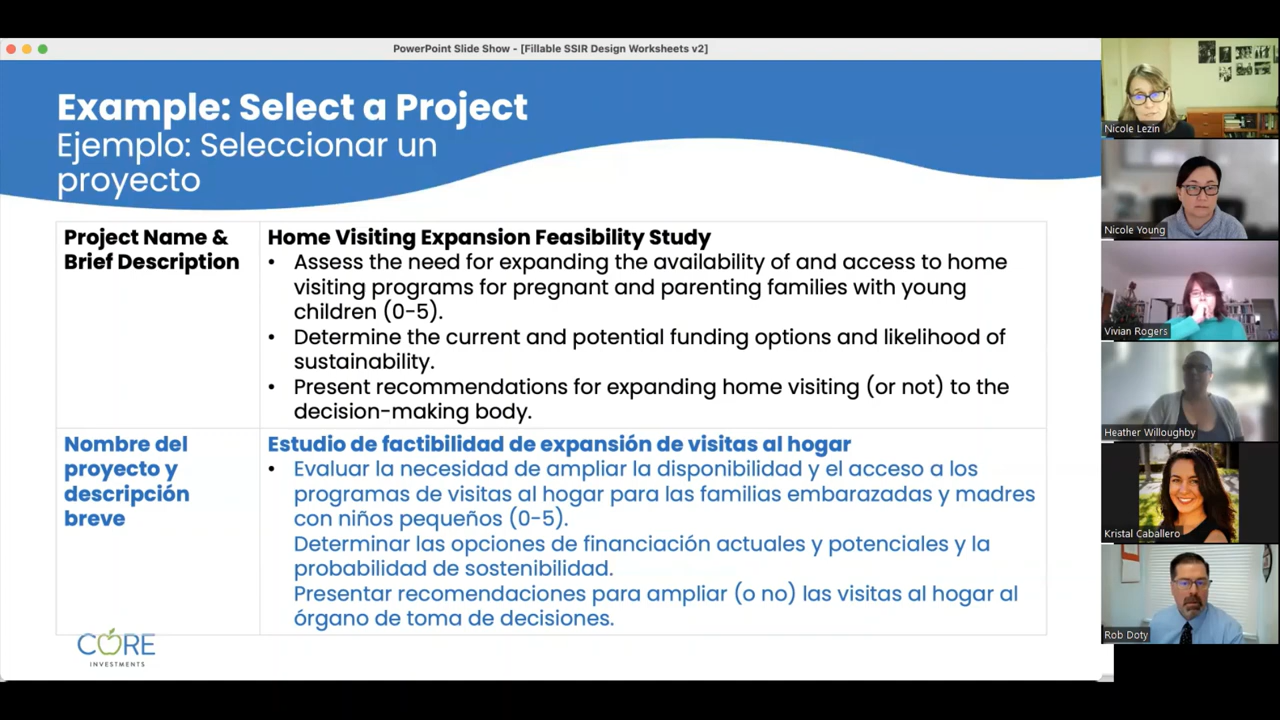 PowerPoint Slide Show - [Fillable SSIR Design Worksheets v2]
Example: Select a Project
Ejemplo: Seleccionar un
proyecto
Project Name &
Brief Description
Home Visiting Expansion Feasibility Study
• Assess the need for expanding the availability of and access to home
visiting programs for pregnant and parenting families with young
children (0-5).
• Determine the current and potential funding options and likelihood of
sustainability.
• Present recommendations for expanding home visiting (or not) to the
decision-making body.
Nombre del
proyecto y
descripción
breve
Estudio de factibilidad de expansión de visitas al hogar
• Evaluar la necesidad de ampliar la disponibilidad y el acceso a los
programas de visitas al hogar para las familias embarazadas y madres
con niños pequeños (0-5).
Determinar las opciones de financiación actuales y potenciales y la
probabilidad de sostenibilidad.
Presentar recomendaciones para ampliar (o no) las visitas al hogar al
órgano de toma de decisiones.
CORE
INVESTMENTS
Nicole Lezin
Nicole Young
Vivian Rogers
Heather Willoughby
Kristal Caballero
Rob Doty